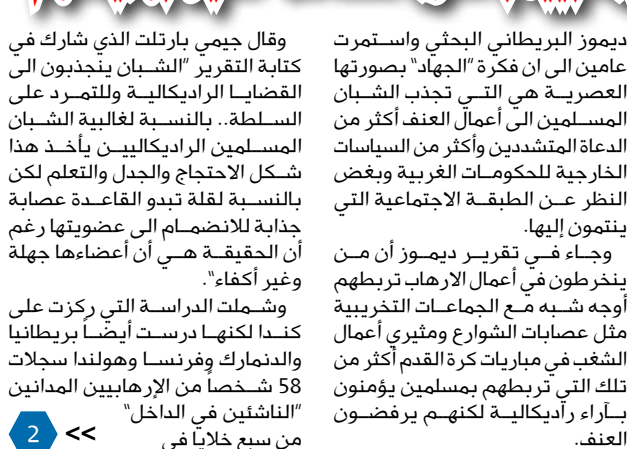 ديموز البريطاني البحثي واستمرت
عامين الى ان فكرة "الجهاد" بصورتها
العصرية هي التي تجذب الشبان
المسلمين الى أعمال العنف أكثر من
الدعاة المتشددين وأكثر من السياسات
الخارجية للحكومات الغربية وبغض
النظر عن الطبقة الاجتماعية التي
ينتمون إليها.
وجاء في تقرير ديموز أن من
ينخرطون في أعمال الارهاب تربطهم
أوجه شبه مع الجماعات التخريبية
مثل عصابات الشوارع ومثيري أعمال
الشغب في مباريات كرة القدم أكثر من
تلك التي تربطهم بمسلمين يؤمنون
بآراء راديكالية لكنهم يرفضون
العنف.
وقال جيمي بارتلت الذي شارك في
كتابة التقرير "الشبان ينجذبون الى
القضايا الراديكالية وللتمرد على
السلطة.. بالنسبة لغالبية الشبان
المسلمين الراديكاليين يأخذ هذا
شكل الاحتجاج والجدل والتعلم لكن
بالنسبة لقلة تبدو القاعدة عصابة
جذابة للانضمام الى عضويتها رغم
أن الحقيقة هي أن أعضاءها جهلة
وغير أكفاء".
وشملت الدراسة التي ركزت على
كندا لكنها درست أيضاً بريطانيا
والدنمارك وفرنسا وهولندا سجلات
58 شخصاً من الإرهابيين المدانين
"الناشئين في الداخل"
من سبع خلايا في
>> 2